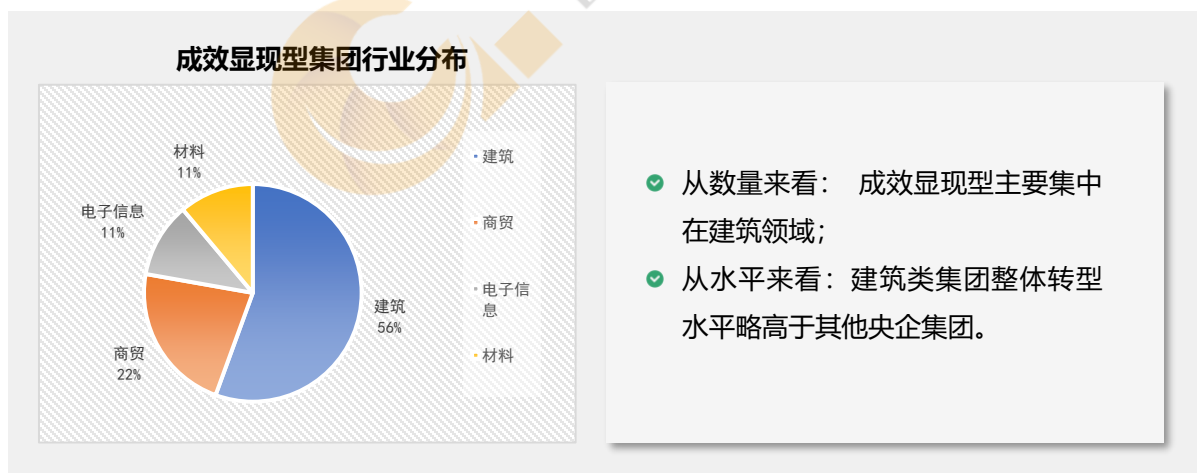 成效显现型集团行业分布
材料
11%
电子信息
11%
商贸
22%
建筑
56%
建筑
商贸
电子信
息
材料
从数量来看： 成效显现型主要集中
在建筑领域；
从水平来看：建筑类集团整体转型
水平略高于其他央企集团。